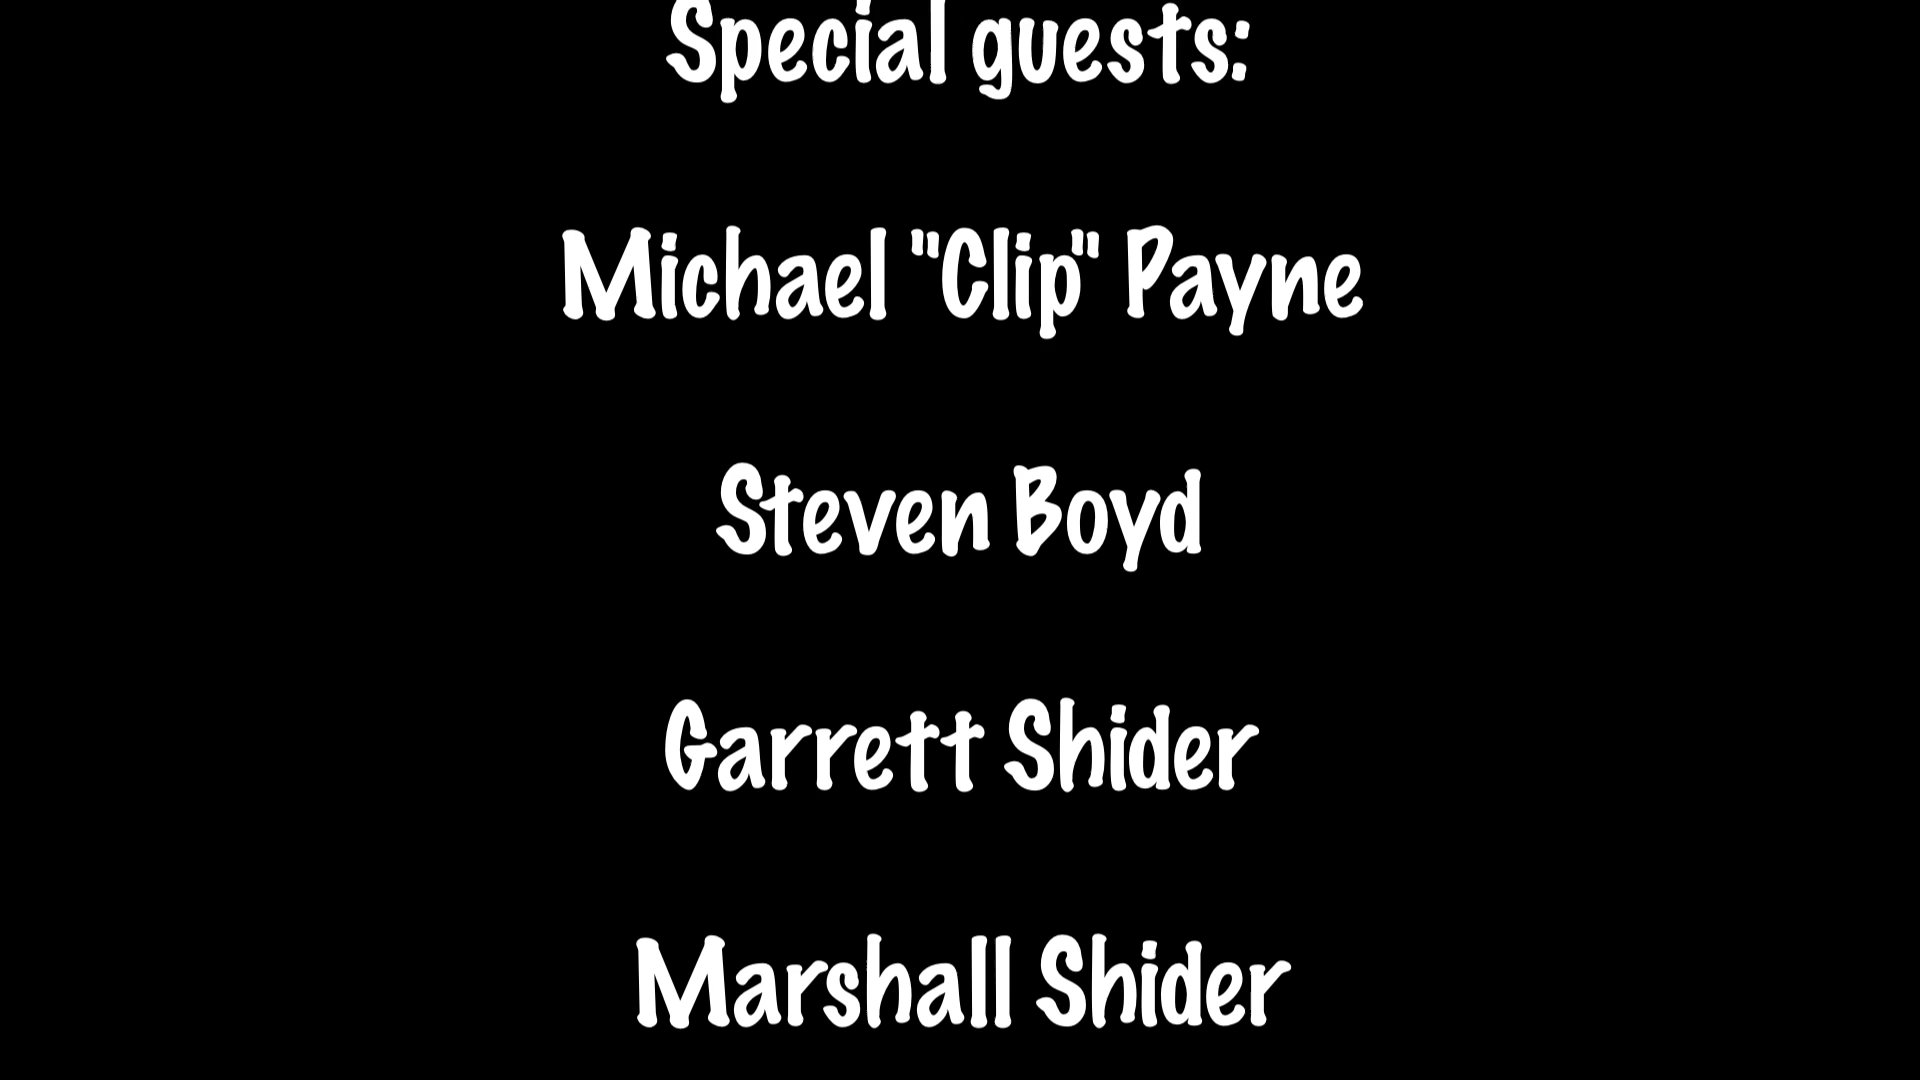 Special guests:
Michael "Clip" Payne
Steven Boyd
Garrett Shider
Marshall Shider